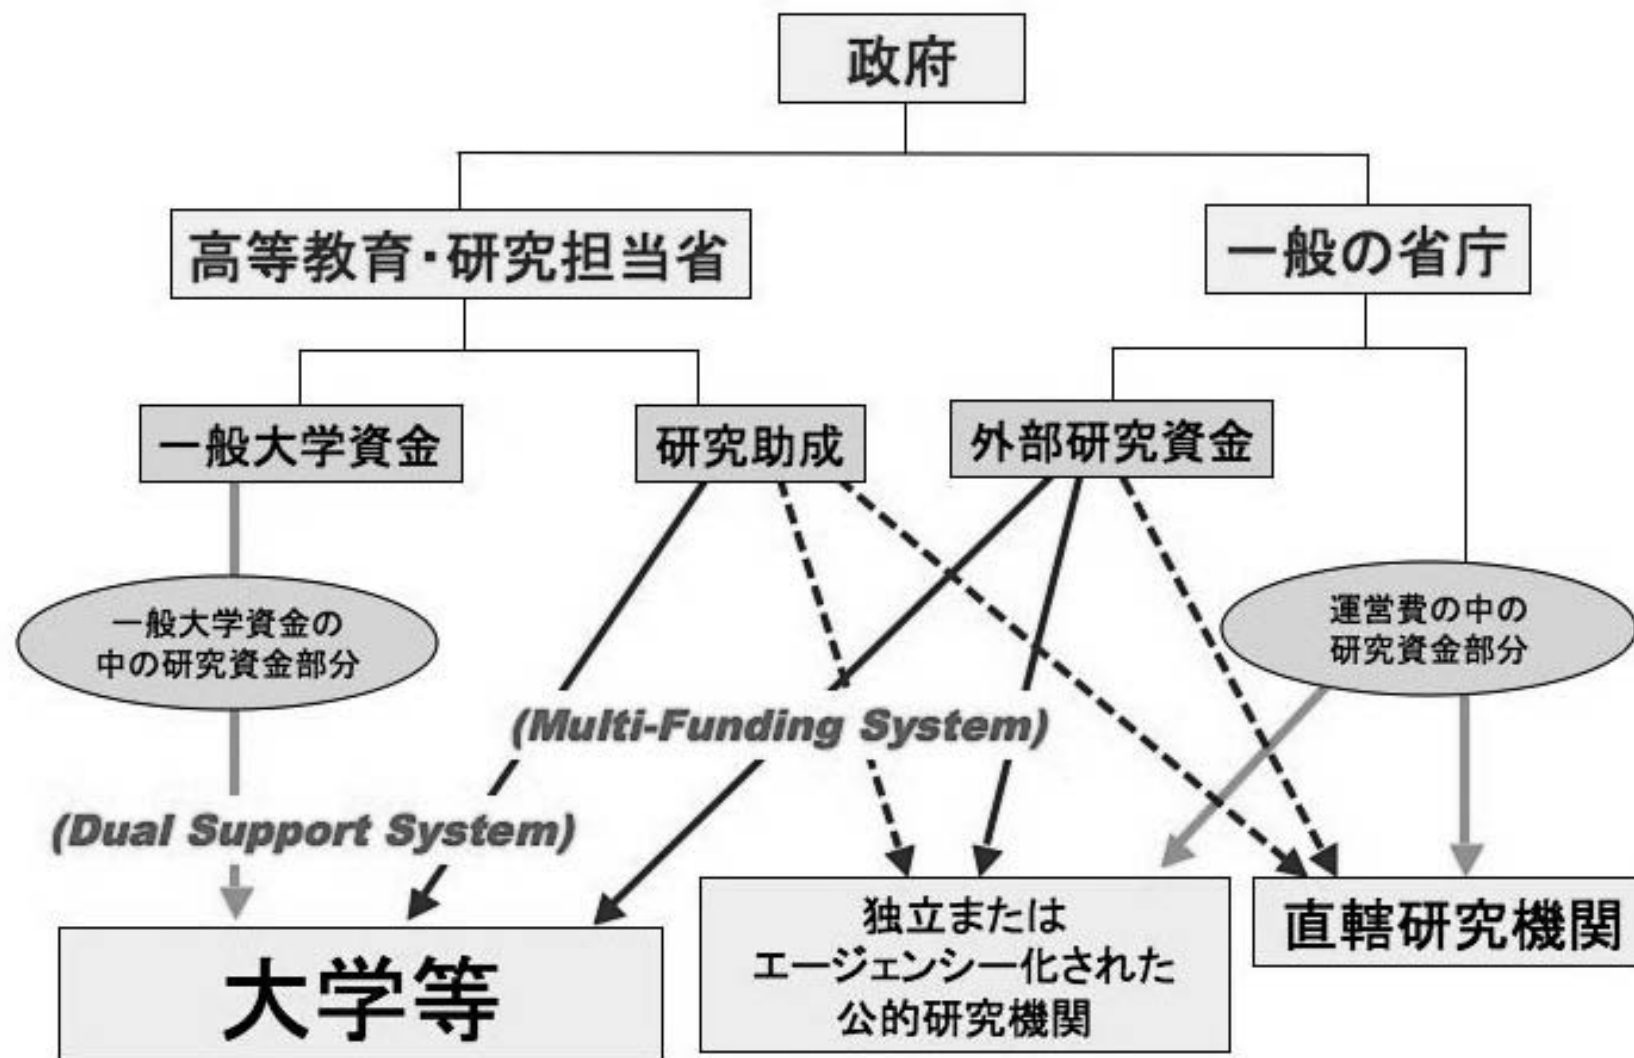 政府
高等教育・研究担当省
一般の省庁
一般大学資金
研究助成
外部研究資金
一般大学資金の
中の研究資金部分
運営費の中の
研究資金部分
(Multi-Funding System)
(Dual Support System)
大学等
独立または
エージェンシー化された
公的研究機関
直轄研究機関